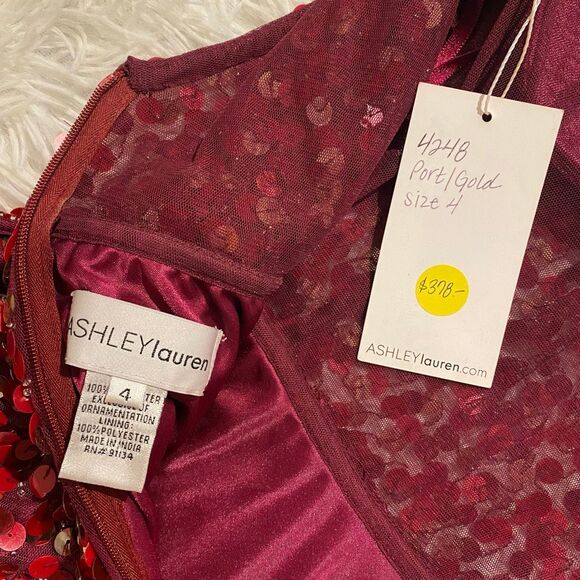 4248
Port/Gold
size 4
$378.-
ASHLEYlauren.com
ASHLEYlauren
4
100% TER
EXCLUSIVE OF
ORNAMENTATION
LINING:
100% POLYESTER
MADE IN INDIA
RN# 91134